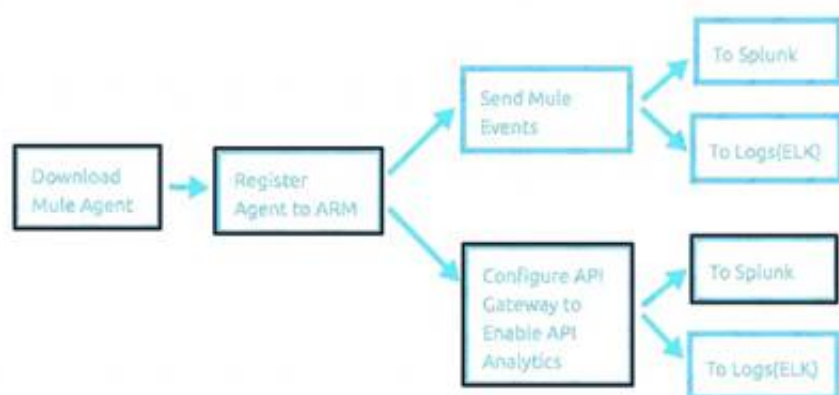 Download
Mule Agent
Register
Agent to ARM
Send Mule
Events
To Splunk
To Logs(ELK)
Configure API
Gateway to
Enable API
Analytics
To Splunk
To Logs(ELK)